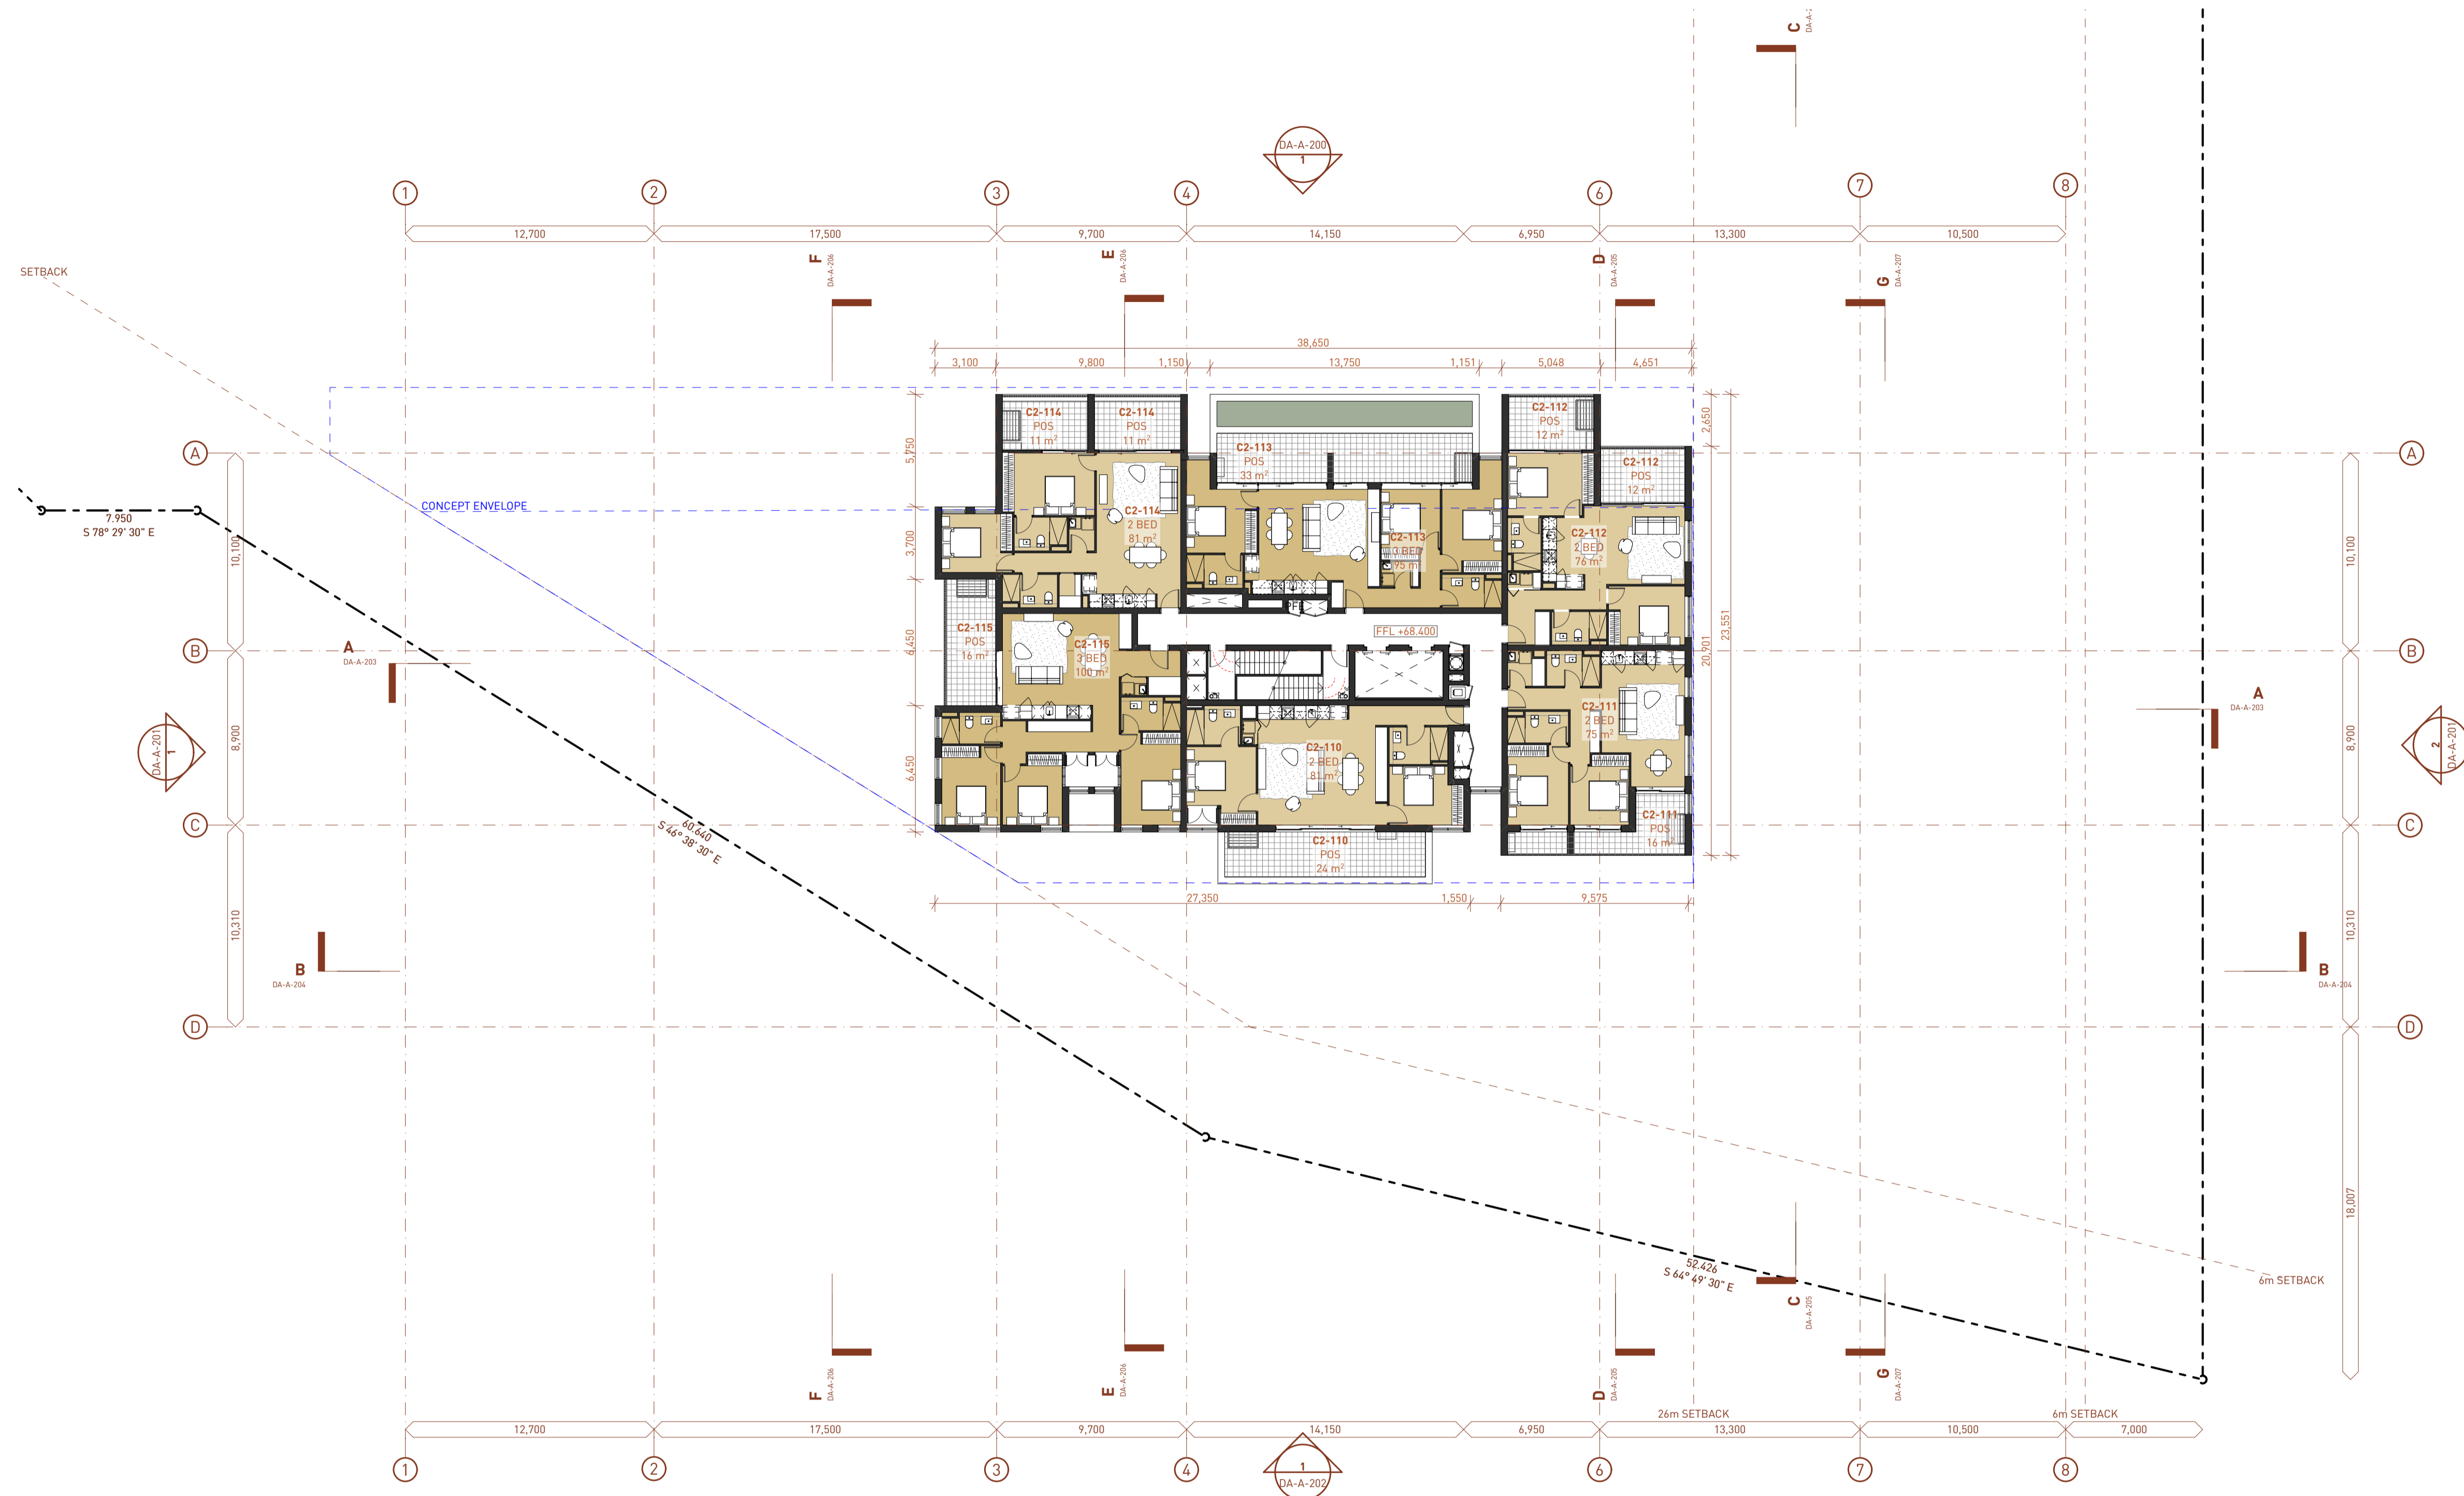 C
DA-A-200
1
1
2
3
4
6
7
8
12,700
17,500
9,700
14,150
6,950
13,300
10,500
F
DA-A-206
E
DA-A-206
D
DA-A-205
G
DA-A-207
SETBACK
38,650
3,100
9,800
1,150
13,750
1,151
5,048
4,651
A
A
5,750
3,700
6,450
6,450
2,650
20,901
23,551
C2-114
POS
11 m²
C2-114
POS
11 m²
C2-113
POS
33 m²
C2-112
POS
12 m²
C2-112
POS
12 m²
CONCEPT ENVELOPE
7.950
S 78° 29' 30" E
10,100
10,100
C2-114
2 BED
81 m²
C2-113
3 BED
95 m²
C2-112
2 BED
76 m²
FFL +68.400
C2-115
POS
16 m²
C2-115
3 BED
100 m²
B
B
A
DA-A-203
A
DA-A-203
DA-A-201
1
2
DA-A-201
8,900
8,900
C2-110
2 BED
81 m²
C2-111
2 BED
75 m²
C2-111
POS
16 m²
C2-110
POS
24 m²
C
C
60.640
S 46° 38' 30" E
27,350
1,550
9,575
10,310
10,310
B
DA-A-204
B
DA-A-204
D
D
18,007
52.426
S 64° 49' 30" E
6m SETBACK
C
DA-A-205
F
DA-A-206
E
DA-A-206
D
DA-A-205
G
DA-A-207
26m SETBACK
6m SETBACK
12,700
17,500
9,700
14,150
6,950
13,300
10,500
7,000
1
2
3
4
6
7
8
1
DA-A-202